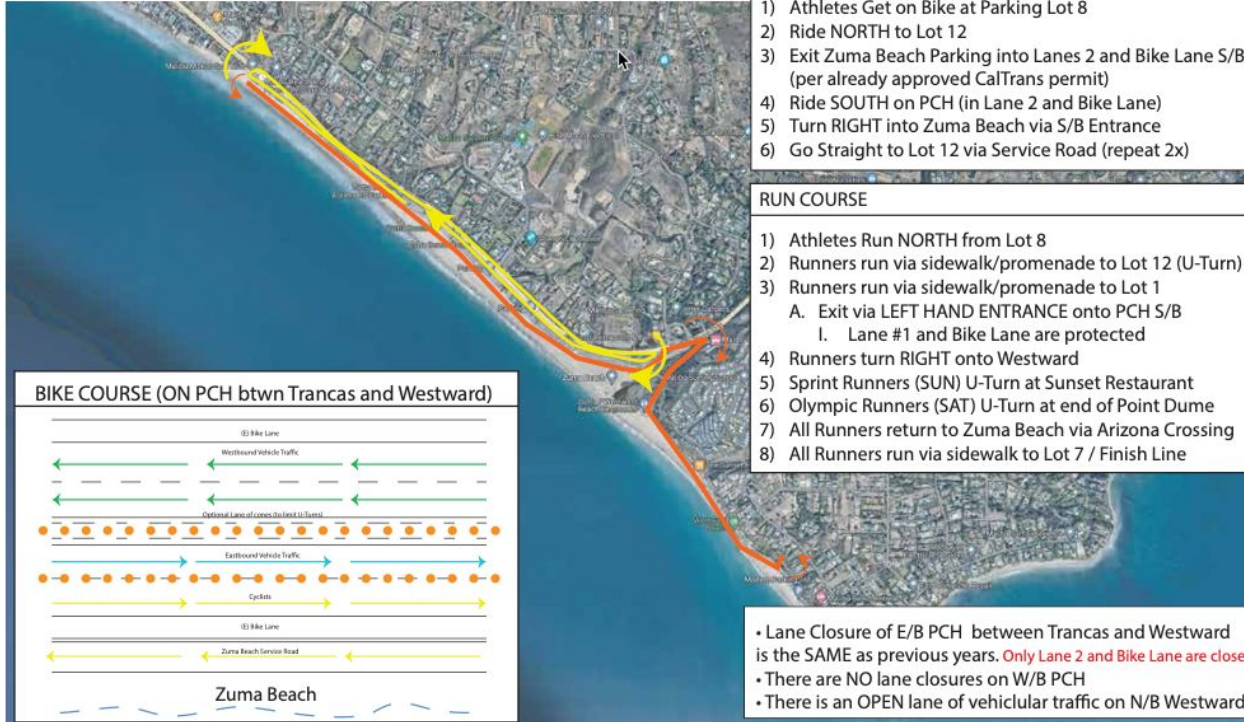 1) Athletes Get on Bike at Parking Lot 8
2) Ride NORTH to Lot 12
3) Exit Zuma Beach Parking into Lanes 2 and Bike Lane S/B
(per already approved CalTrans permit)
4) Ride SOUTH on PCH (in Lane 2 and Bike Lane)
5) Turn RIGHT into Zuma Beach via S/B Entrance
6) Go Straight to Lot 12 via Service Road (repeat 2x)
RUN COURSE
1) Athletes Run NORTH from Lot 8
2) Runners run via sidewalk/promenade to Lot 12 (U-Turn)
3) Runners run via sidewalk/promenade to Lot 1
A. Exit via LEFT HAND ENTRANCE onto PCH S/B
I. Lane #1 and Bike Lane are protected
4) Runners turn RIGHT onto Westward
5) Sprint Runners (SUN) U-Turn at Sunset Restaurant
6) Olympic Runners (SAT) U-Turn at end of Point Dume
7) All Runners return to Zuma Beach via Arizona Crossing
8) All Runners run via sidewalk to Lot 7 / Finish Line
Zuma Beach
BIKE COURSE (ON PCH btwn Trancas and Westward)
(E) Bike Lane
Westbound Vehicle Traffic
Optional Lane of cones (to limit U-Turns)
Eastbound Vehicle Traffic
Cyclists
(E) Bike Lane
Zuma Beach Service Road
Zuma Beach
• Lane Closure of E/B PCH between Trancas and Westward
is the SAME as previous years. Only Lane 2 and Bike Lane are close
• There are NO lane closures on W/B PCH
• There is an OPEN lane of vehiclular traffic on N/B Westward